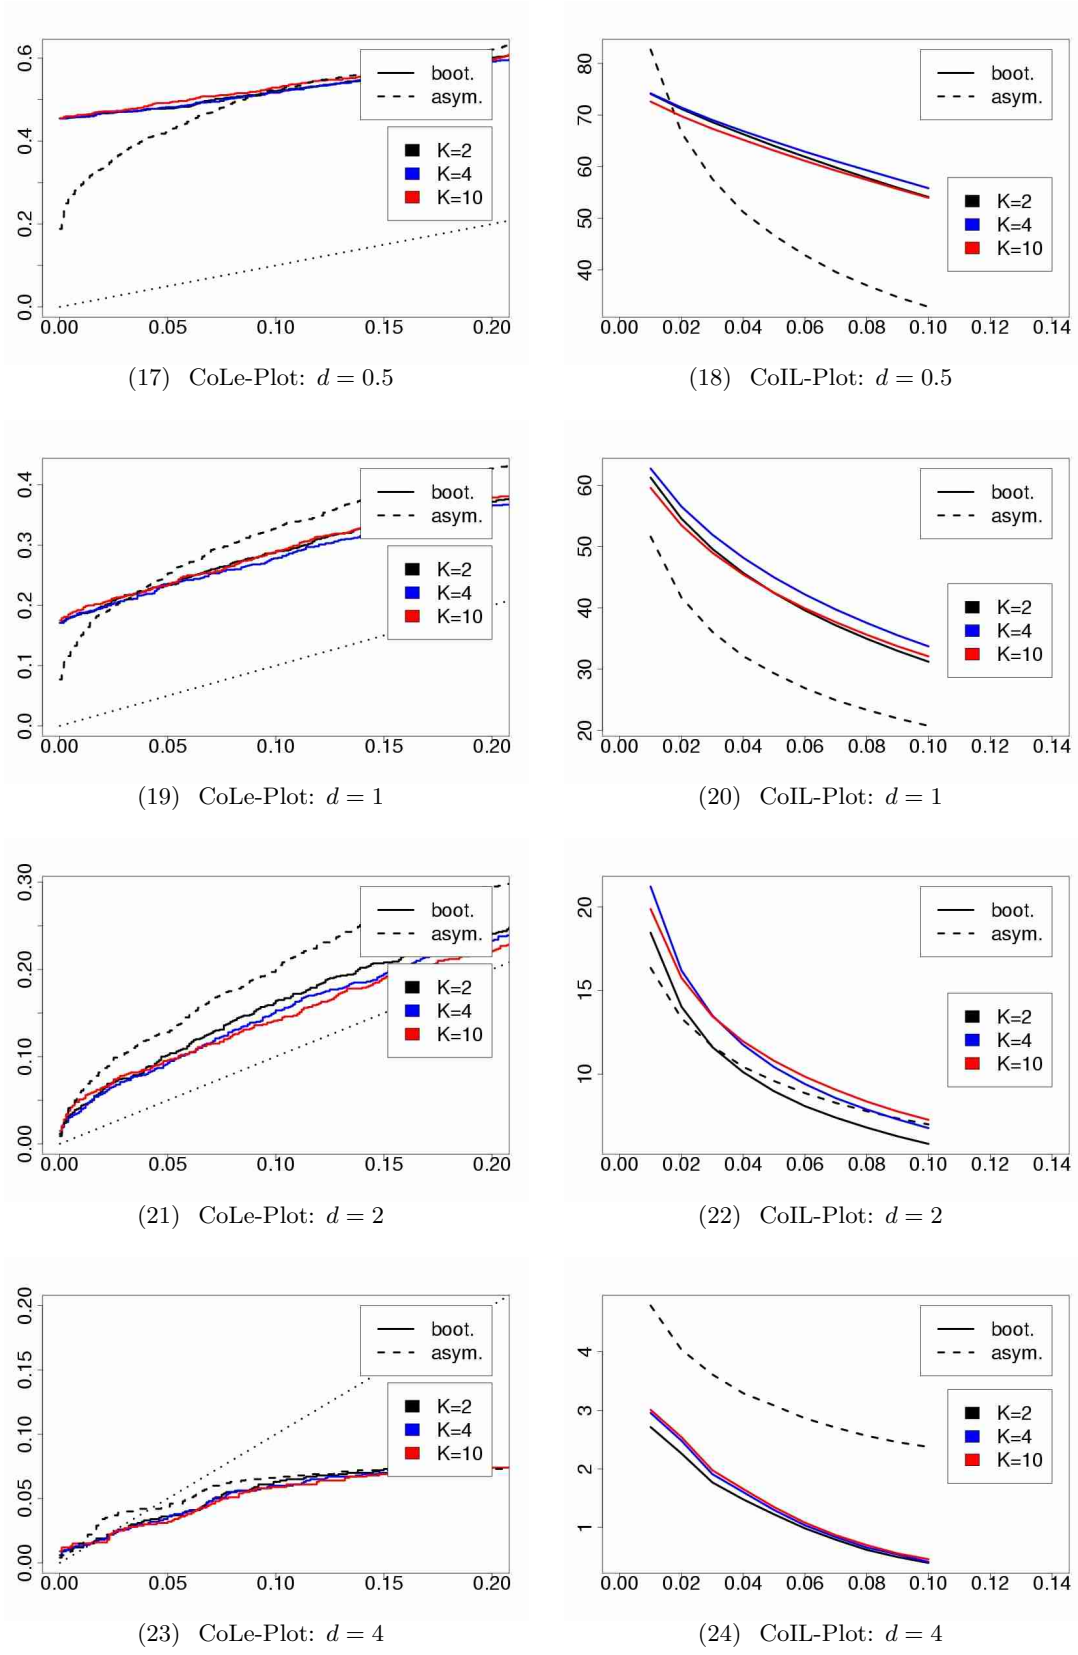 0.0 0.2 0.4 0.6
boot.
asym.
K=2
K=4
K=10
0.00 0.05 0.10 0.15 0.20
(17) CoLe-Plot: d = 0.5
40 50 60 70 80
boot.
asym.
K=2
K=4
K=10
0.00 0.02 0.04 0.06 0.08 0.10 0.12 0.14
(18) CoIL-Plot: d = 0.5
0.0 0.1 0.2 0.3 0.4
boot.
asym.
K=2
K=4
K=10
0.00 0.05 0.10 0.15 0.20
(19) CoLe-Plot: d = 1
20 30 40 50 60
boot.
asym.
K=2
K=4
K=10
0.00 0.02 0.04 0.06 0.08 0.10 0.12 0.14
(20) CoIL-Plot: d = 1
0.00 0.10 0.20 0.30
boot.
asym.
K=2
K=4
K=10
0.00 0.05 0.10 0.15 0.20
(21) CoLe-Plot: d = 2
10 15 20
boot.
asym.
K=2
K=4
K=10
0.00 0.02 0.04 0.06 0.08 0.10 0.12 0.14
(22) CoIL-Plot: d = 2
0.00 0.05 0.10 0.15 0.20
boot.
asym.
K=2
K=4
K=10
0.00 0.05 0.10 0.15 0.20
(23) CoLe-Plot: d = 4
1 2 3 4
boot.
asym.
K=2
K=4
K=10
0.00 0.02 0.04 0.06 0.08 0.10 0.12 0.14
(24) CoIL-Plot: d = 4